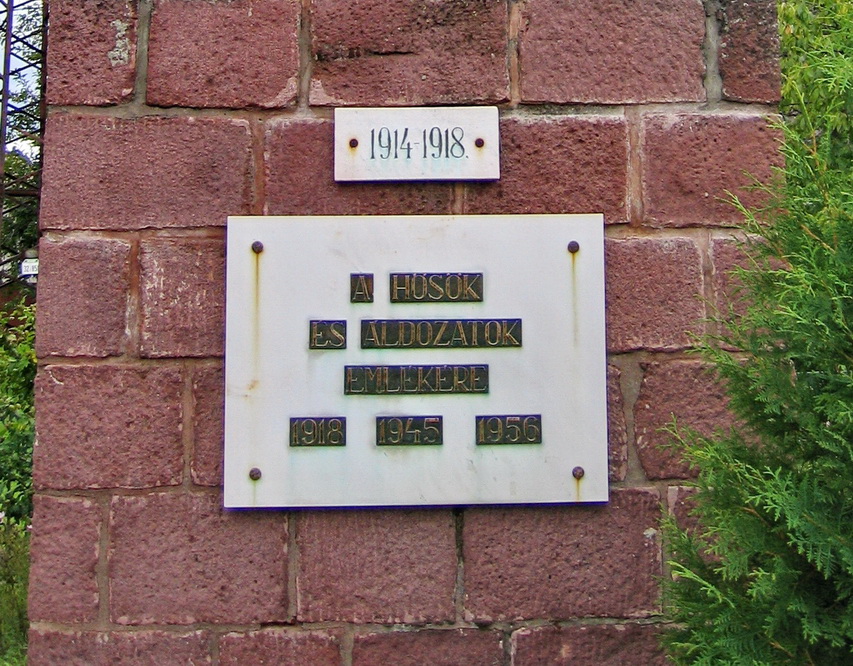 1914-1918.
A HŐSÖK
ÉS ÁLDOZATOK
EMLÉKÉRE
1918 1945 1956